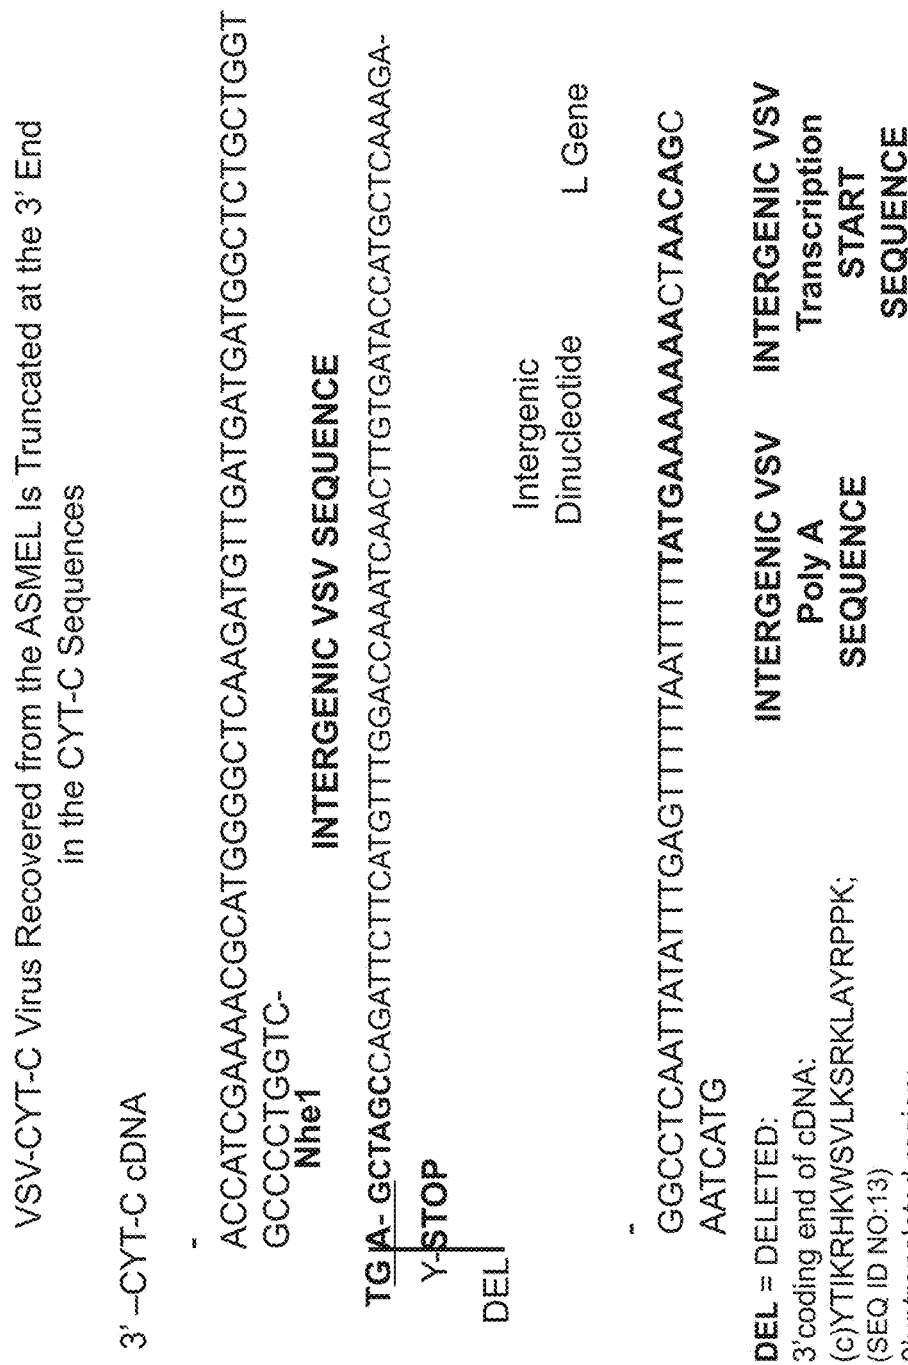 VSV-CYT-C Virus Recovered from the ASMEL Is Truncated at the 3' End
in the CYT-C Sequences
3' –CYT-C cDNA
-
ACCATCGAAAACGCATGGGGCTCAAGATGTTGATGATGATGGCTCTGCTGGT
GCCCCTGGTC-
Nhe1
INTERGENIC VSV SEQUENCE
TG A- GCTAGCCAGATTCTTCATGTTTGGACCAAATCAACTTGTGATACCATGCTCAAAGA-
Y-STOP
DEL
Intergenic
Dinucleotide
L Gene
-
GGCCTCAATTATATTTGAGTTTTTAATTTTTATGAAAAAAACTAACAGC
AATCATG
INTERGENIC VSV
Poly A
SEQUENCE
INTERGENIC VSV
Transcription
START
SEQUENCE
DEL = DELETED:
3'coding end of cDNA:
(c)YTIKRHKWSVLKSRKLAYRPPK;
(SEQ ID NO:13)